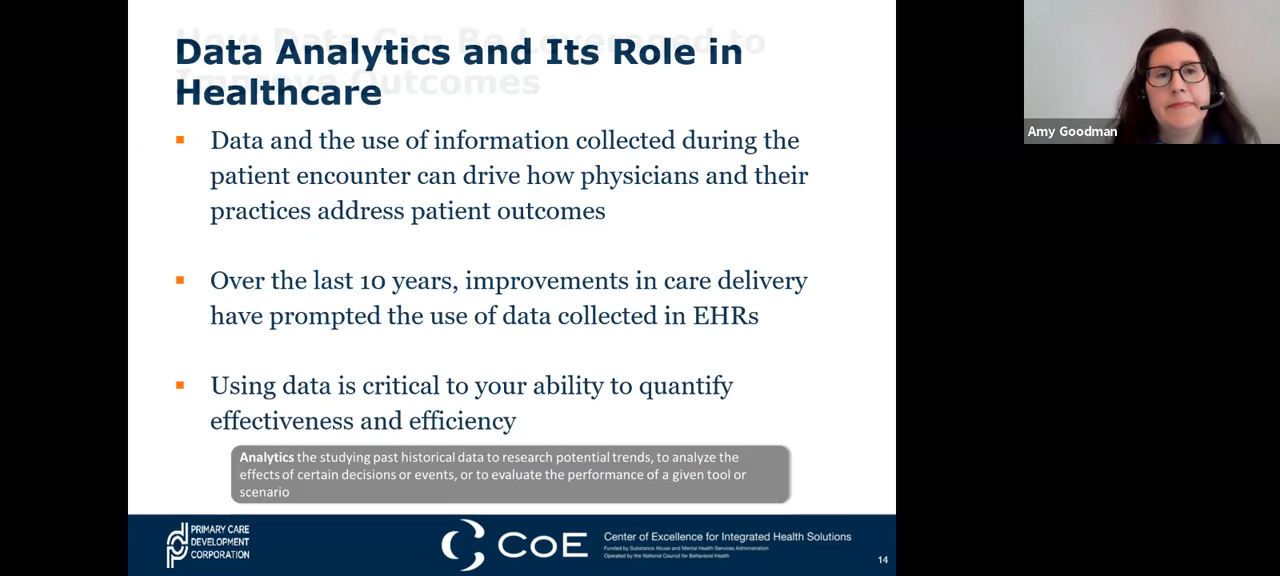 How Data Can Be Leveraged to
Improve Outcomes
Data Analytics and Its Role in
Healthcare
Data and the use of information collected during the
patient encounter can drive how physicians and their
practices address patient outcomes
Over the last 10 years, improvements in care delivery
have prompted the use of data collected in EHRs
Using data is critical to your ability to quantify
effectiveness and efficiency
Analytics the studying past historical data to research potential trends, to analyze the
effects of certain decisions or events, or to evaluate the performance of a given tool or
scenario
PRIMARY CARE
DEVELOPMENT
CORPORATION
CoE
Center of Excellence for Integrated Health Solutions
Funded by Substance Abuse and Mental Health Services Administration
Operated by the National Council for Behavioral Health
14
Amy Goodman